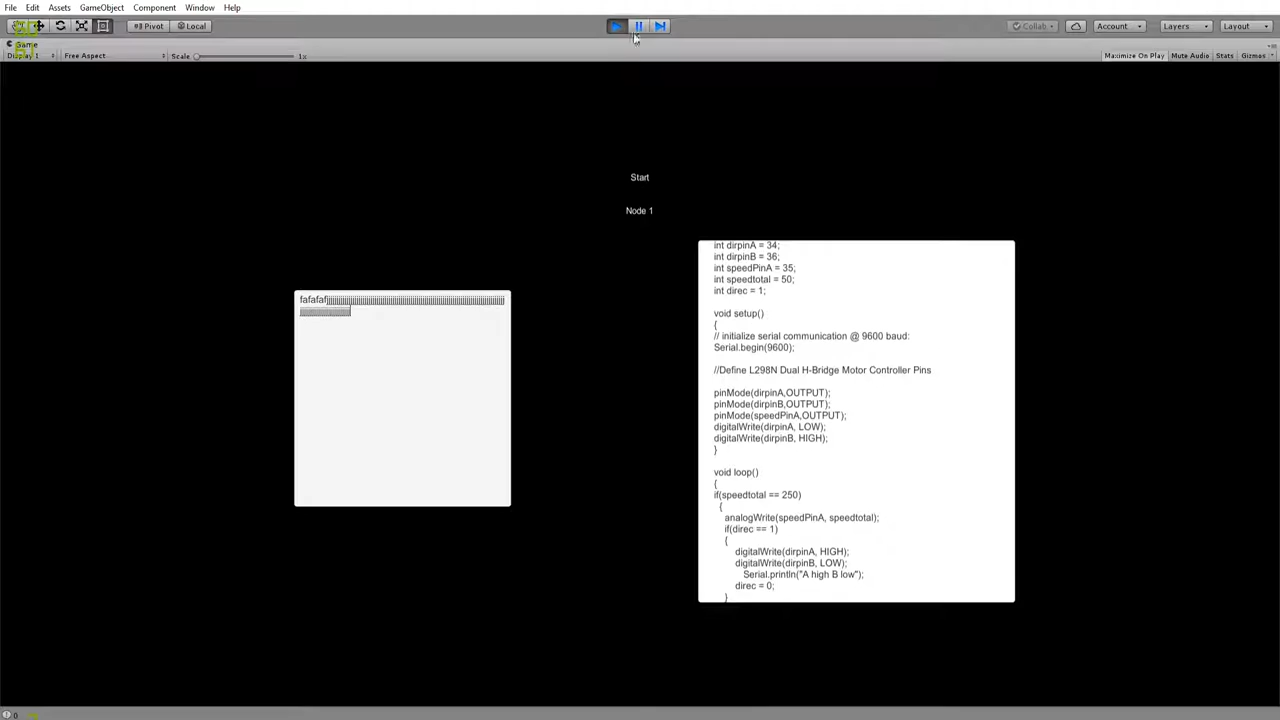 File Edit Assets GameObject Component Window Help
Pivot Local Collab Account Layers Layout
Game
Display 1 Free Aspect Scale 1x Maximize On Play Mute Audio Stats Gizmos
Start
Node 1
int dirpinA = 34;
int dirpinB = 36;
int speedPinA = 35;
int speedtotal = 50;
int direc = 1;
void setup()
{
// initialize serial communication @ 9600 baud:
Serial.begin(9600);
//Define L298N Dual H-Bridge Motor Controller Pins
pinMode(dirpinA,OUTPUT);
pinMode(dirpinB,OUTPUT);
pinMode(speedPinA,OUTPUT);
digitalWrite(dirpinA, LOW);
digitalWrite(dirpinB, HIGH);
}
void loop()
{
if(speedtotal == 250)
{
analogWrite(speedPinA, speedtotal);
if(direc == 1)
{
digitalWrite(dirpinA, HIGH);
digitalWrite(dirpinB, LOW);
Serial.println("A high B low");
direc = 0;
}
0